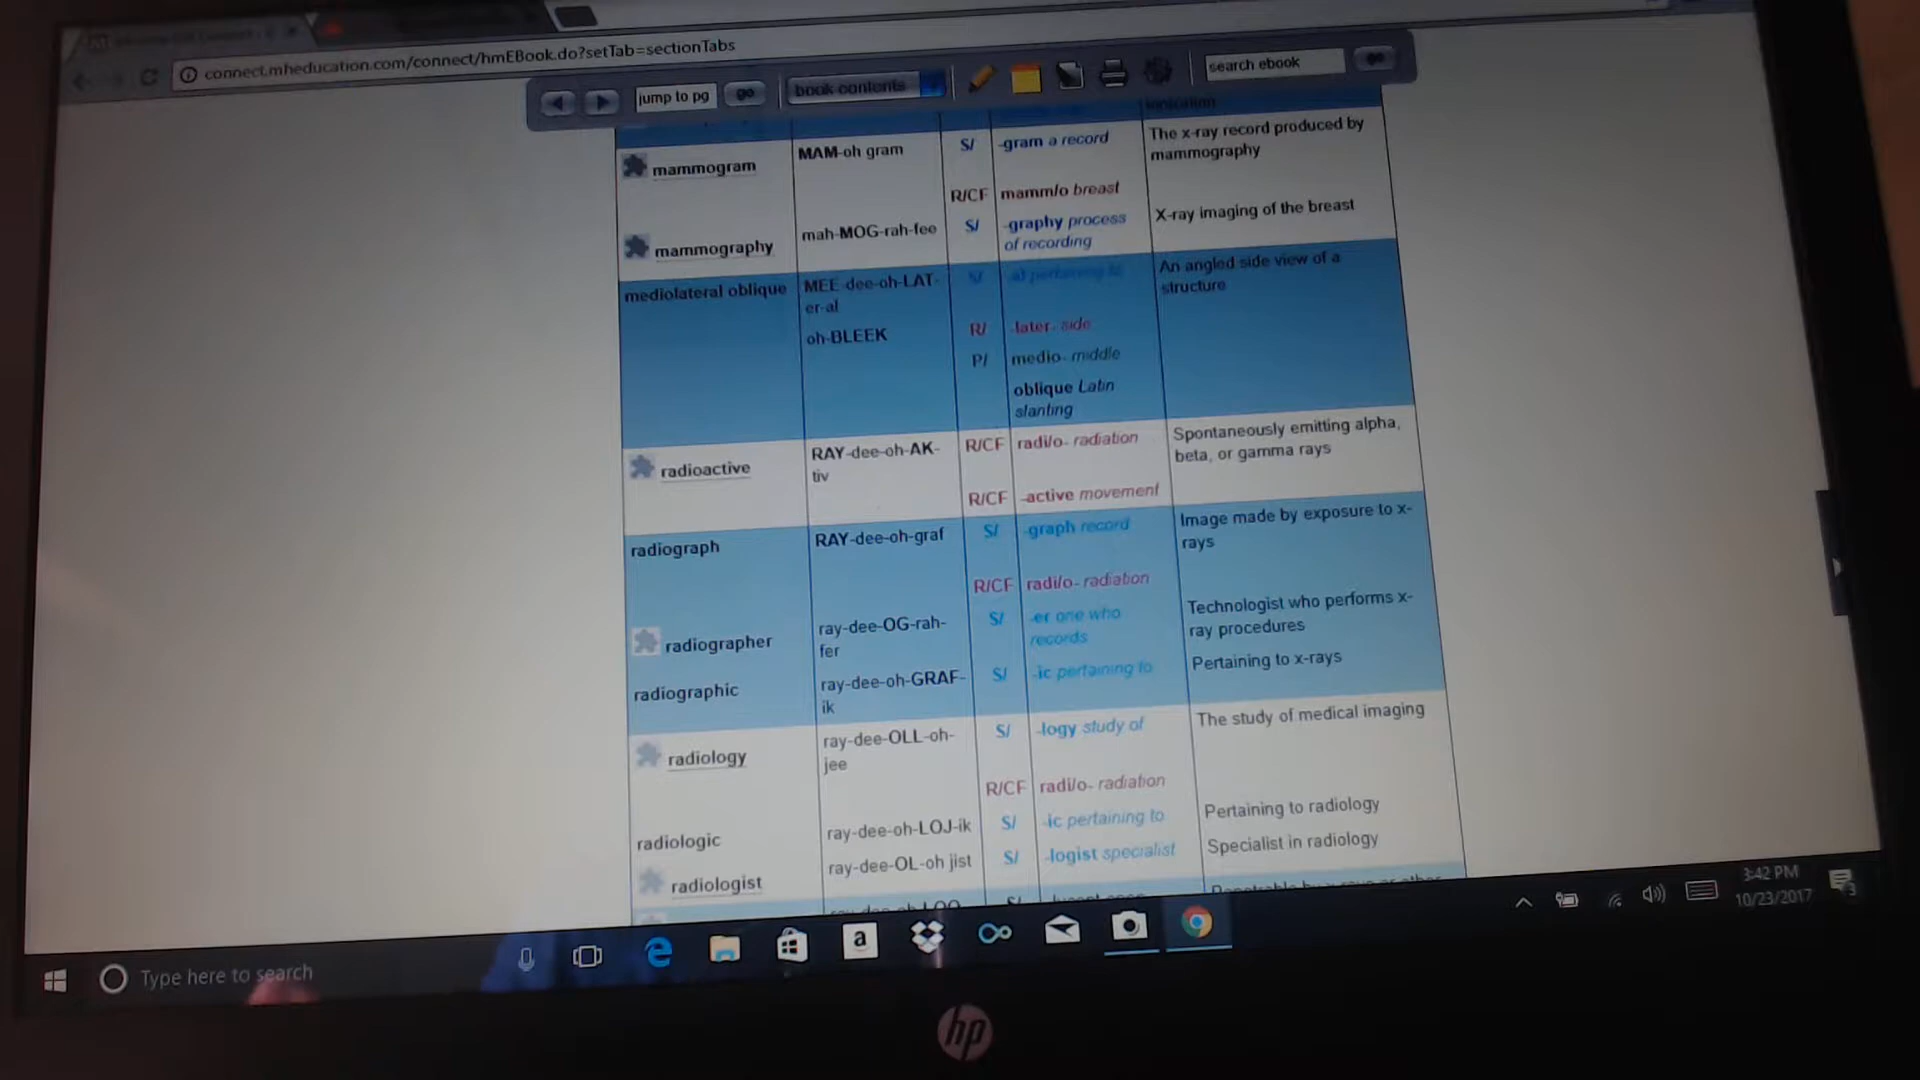 connect.mheducation.com/connect/hmEBook.do?setTab=sectionTabs
jump to pg
go
book contents
search ebook
go
mammogram
MAM-oh gram
S/
-gram a record
The x-ray record produced by
mammography
R/CF
mamm/o breast
mammography
mah-MOG-rah-fee
S/
-graphy process
of recording
X-ray imaging of the breast
mediolateral oblique
MEE-dee-oh-LAT-
er-al
oh-BLEEK
S/
-al pertaining to
An angled side view of a
structure
R/
-later- side
P/
medio- middle
oblique Latin
slanting
radioactive
RAY-dee-oh-AK-
tiv
R/CF
radi/o- radiation
Spontaneously emitting alpha,
beta, or gamma rays
R/CF
-active movement
radiograph
RAY-dee-oh-graf
S/
-graph record
Image made by exposure to x-
rays
R/CF
radi/o- radiation
radiographer
ray-dee-OG-rah-
fer
S/
-er one who
records
Technologist who performs x-
ray procedures
radiographic
ray-dee-oh-GRAF-
ik
S/
-ic pertaining to
Pertaining to x-rays
radiology
ray-dee-OLL-oh-
jee
S/
-logy study of
The study of medical imaging
R/CF
radi/o- radiation
radiologic
ray-dee-oh-LOJ-ik
S/
-ic pertaining to
Pertaining to radiology
radiologist
ray-dee-OL-oh jist
S/
-logist specialist
Specialist in radiology
3:42 PM
10/23/2017
3
Type here to search
a
hp